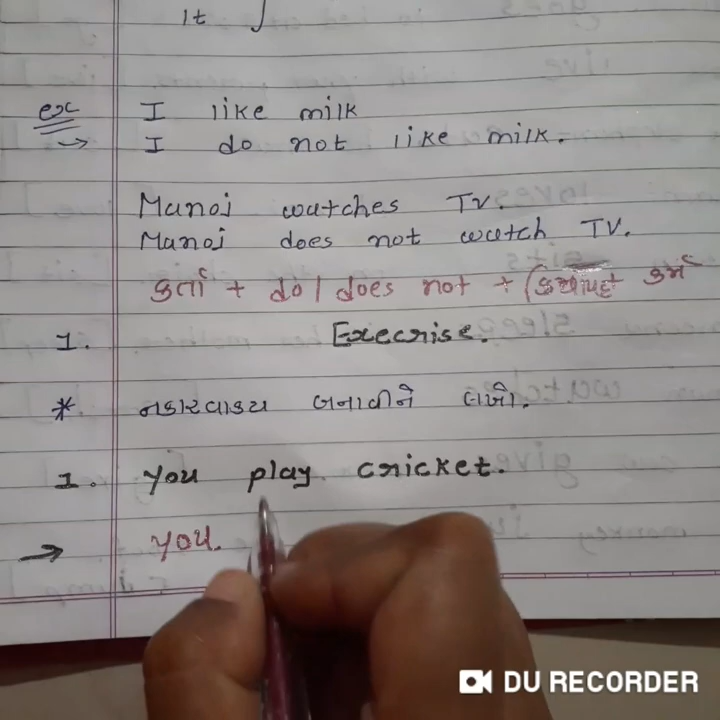 It
ex I like milk
→ I do not like milk.
Manoj watches TV.
Manoj does not watch TV.
કર્તા + do / does not + (ક્રિયાપદ કર્મ
1. Execrise.
* નકારવાકય બનાવીને લખો.
1. you play cricket.
→ you.
DU RECORDER